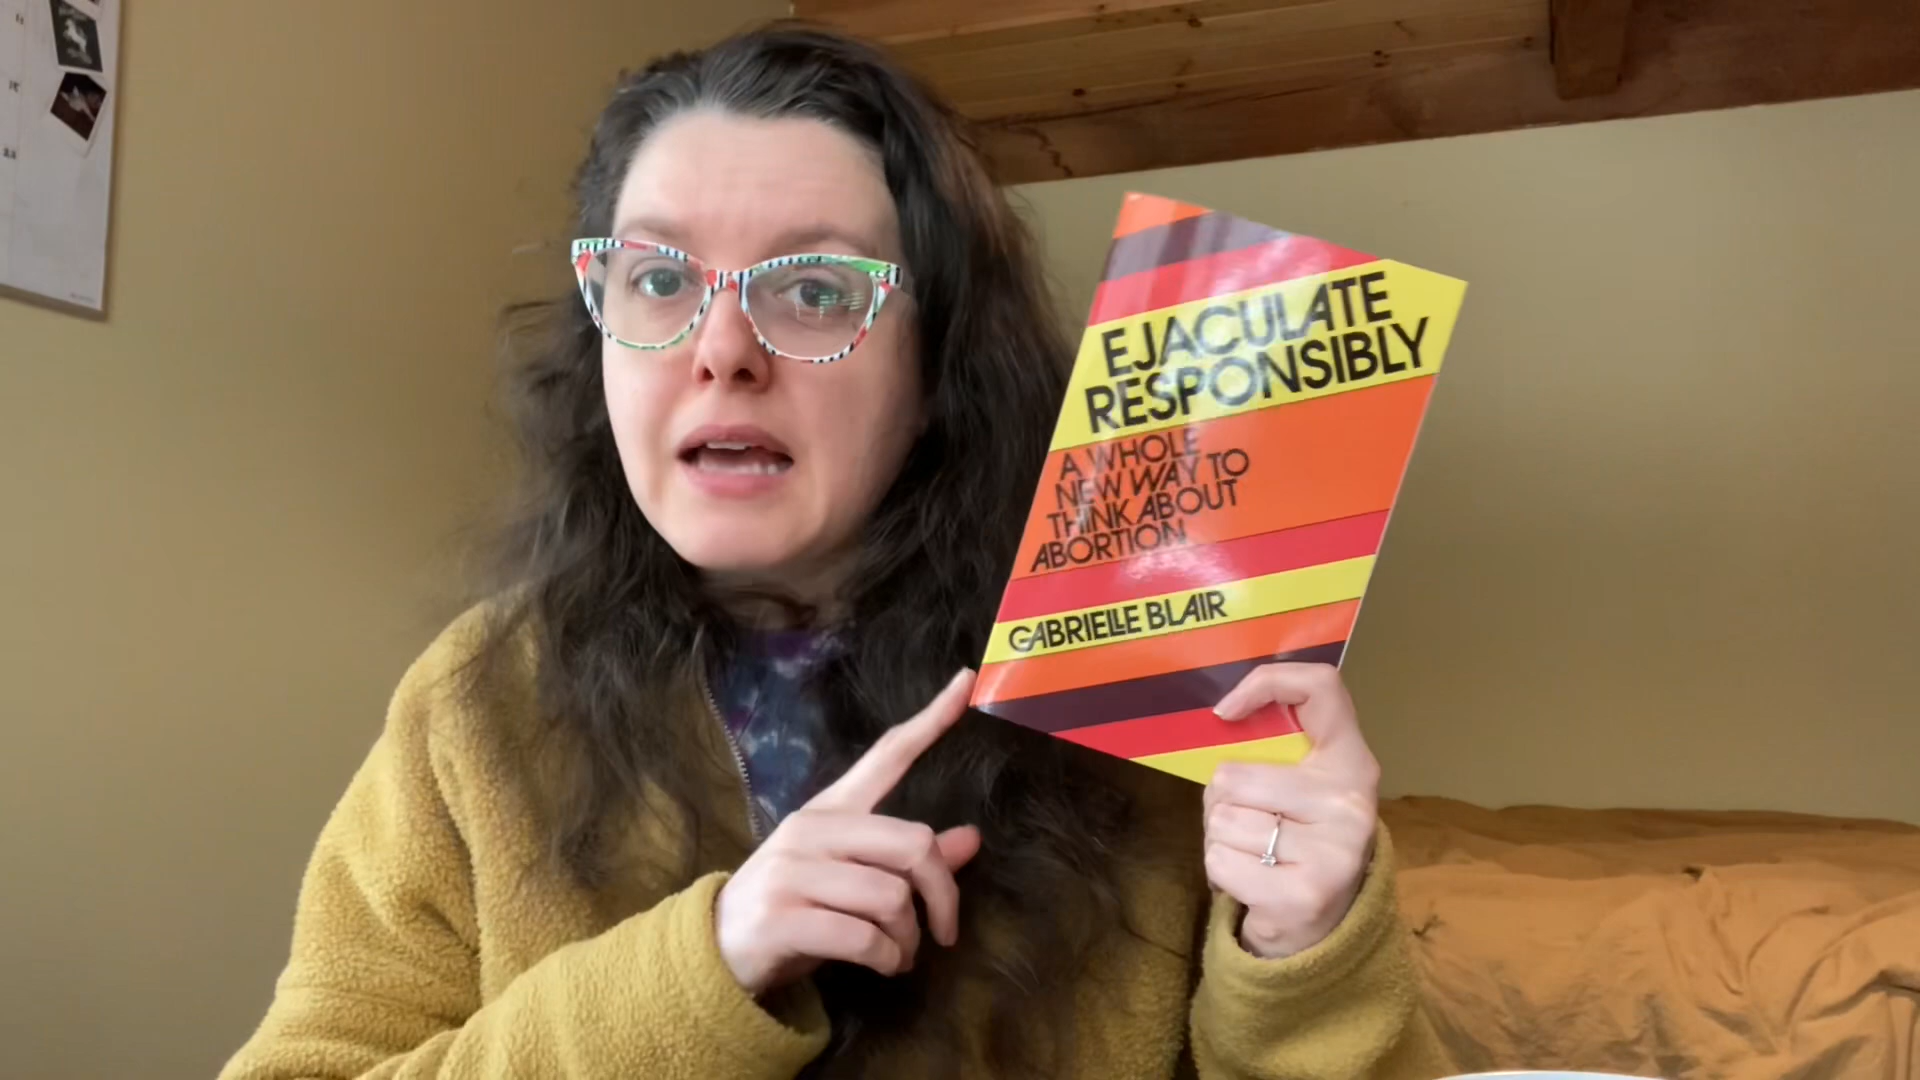 EJACULATE
RESPONSIBLY
A WHOLE
NEW WAY TO
THINK ABOUT
ABORTION
GABRIELLE BLAIR